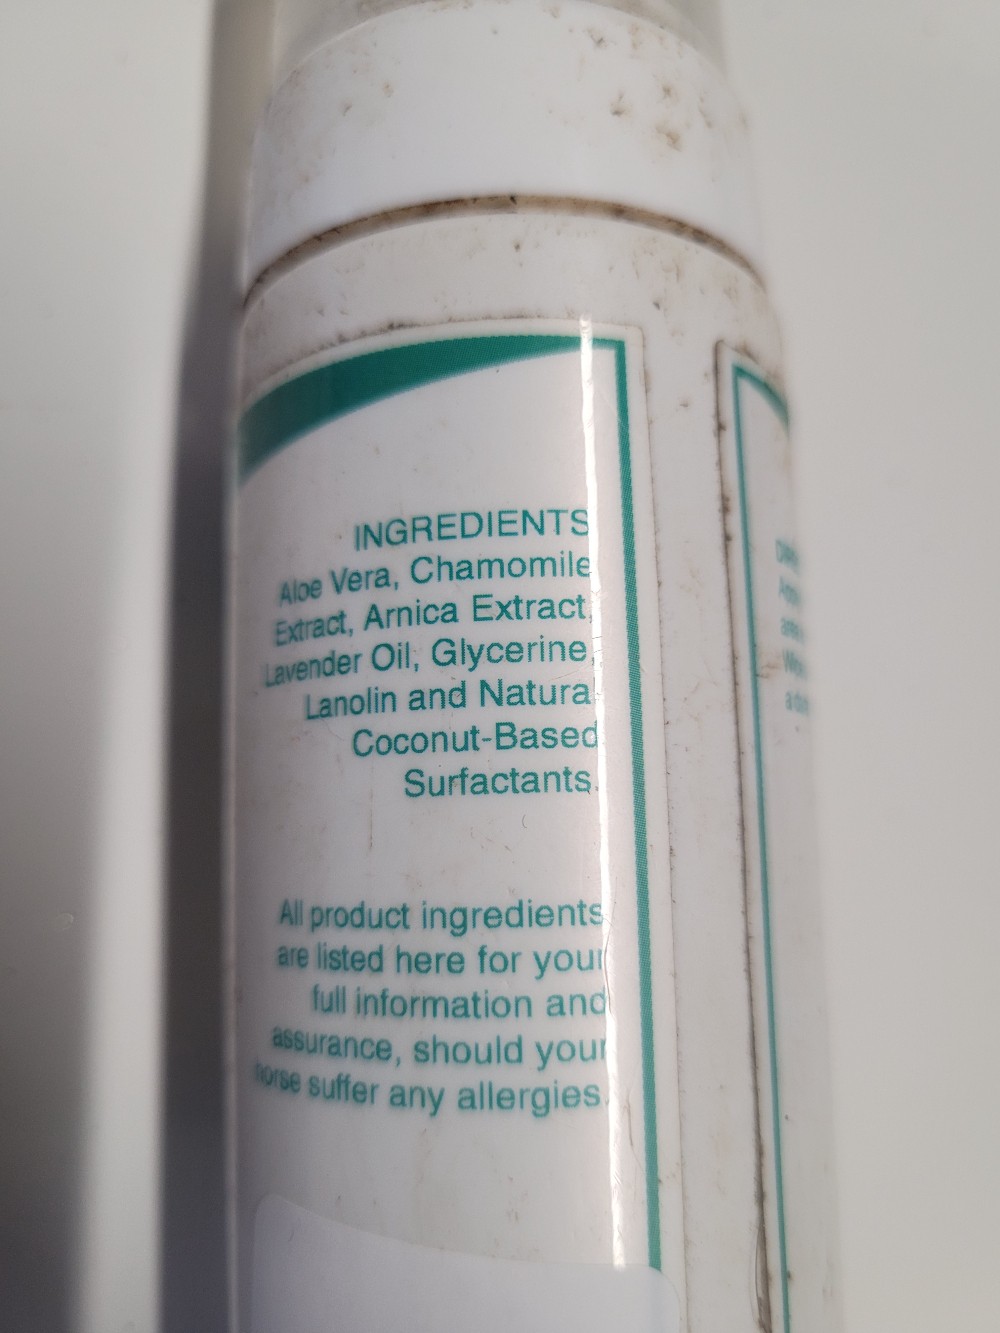 INGREDIENTS
Aloe Vera, Chamomile
Extract, Arnica Extract,
Lavender Oil, Glycerine,
Lanolin and Natural
Coconut-Based
Surfactants.
All product ingredients
are listed here for your
full information and
assurance, should your
horse suffer any allergies.